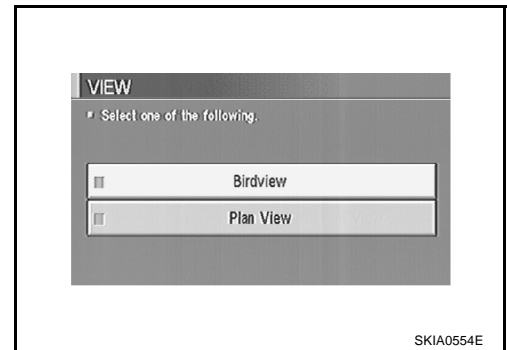 VIEW
Select one of the following.
Birdview
Plan View
SKIA0554E